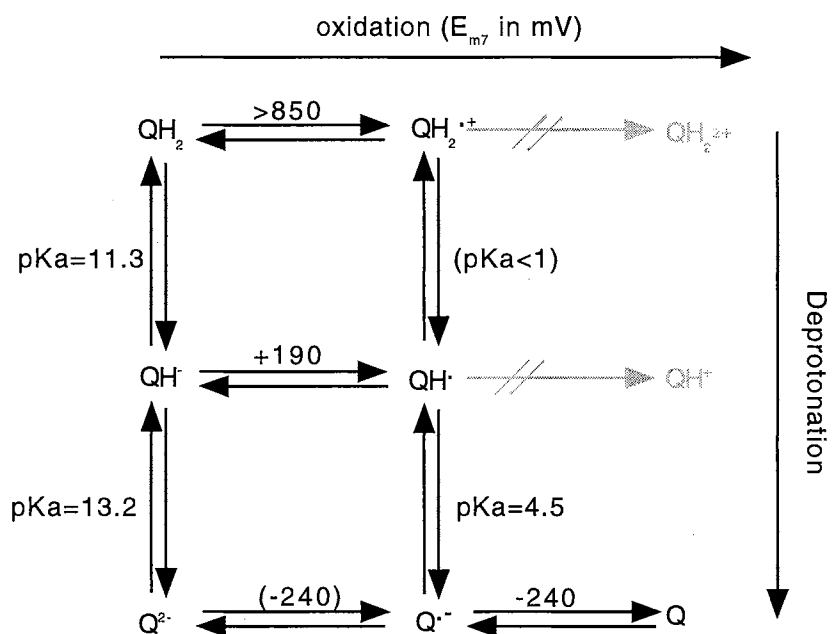 oxidation (Em7 in mV)
QH2 >850 QH2·+ QH2²⁺
pKa=11.3 (pKa<1)
QH⁻ +190 QH· QH⁺
pKa=13.2 pKa=4.5
Q²⁻ (-240) Q·⁻ -240 Q
Deprotonation